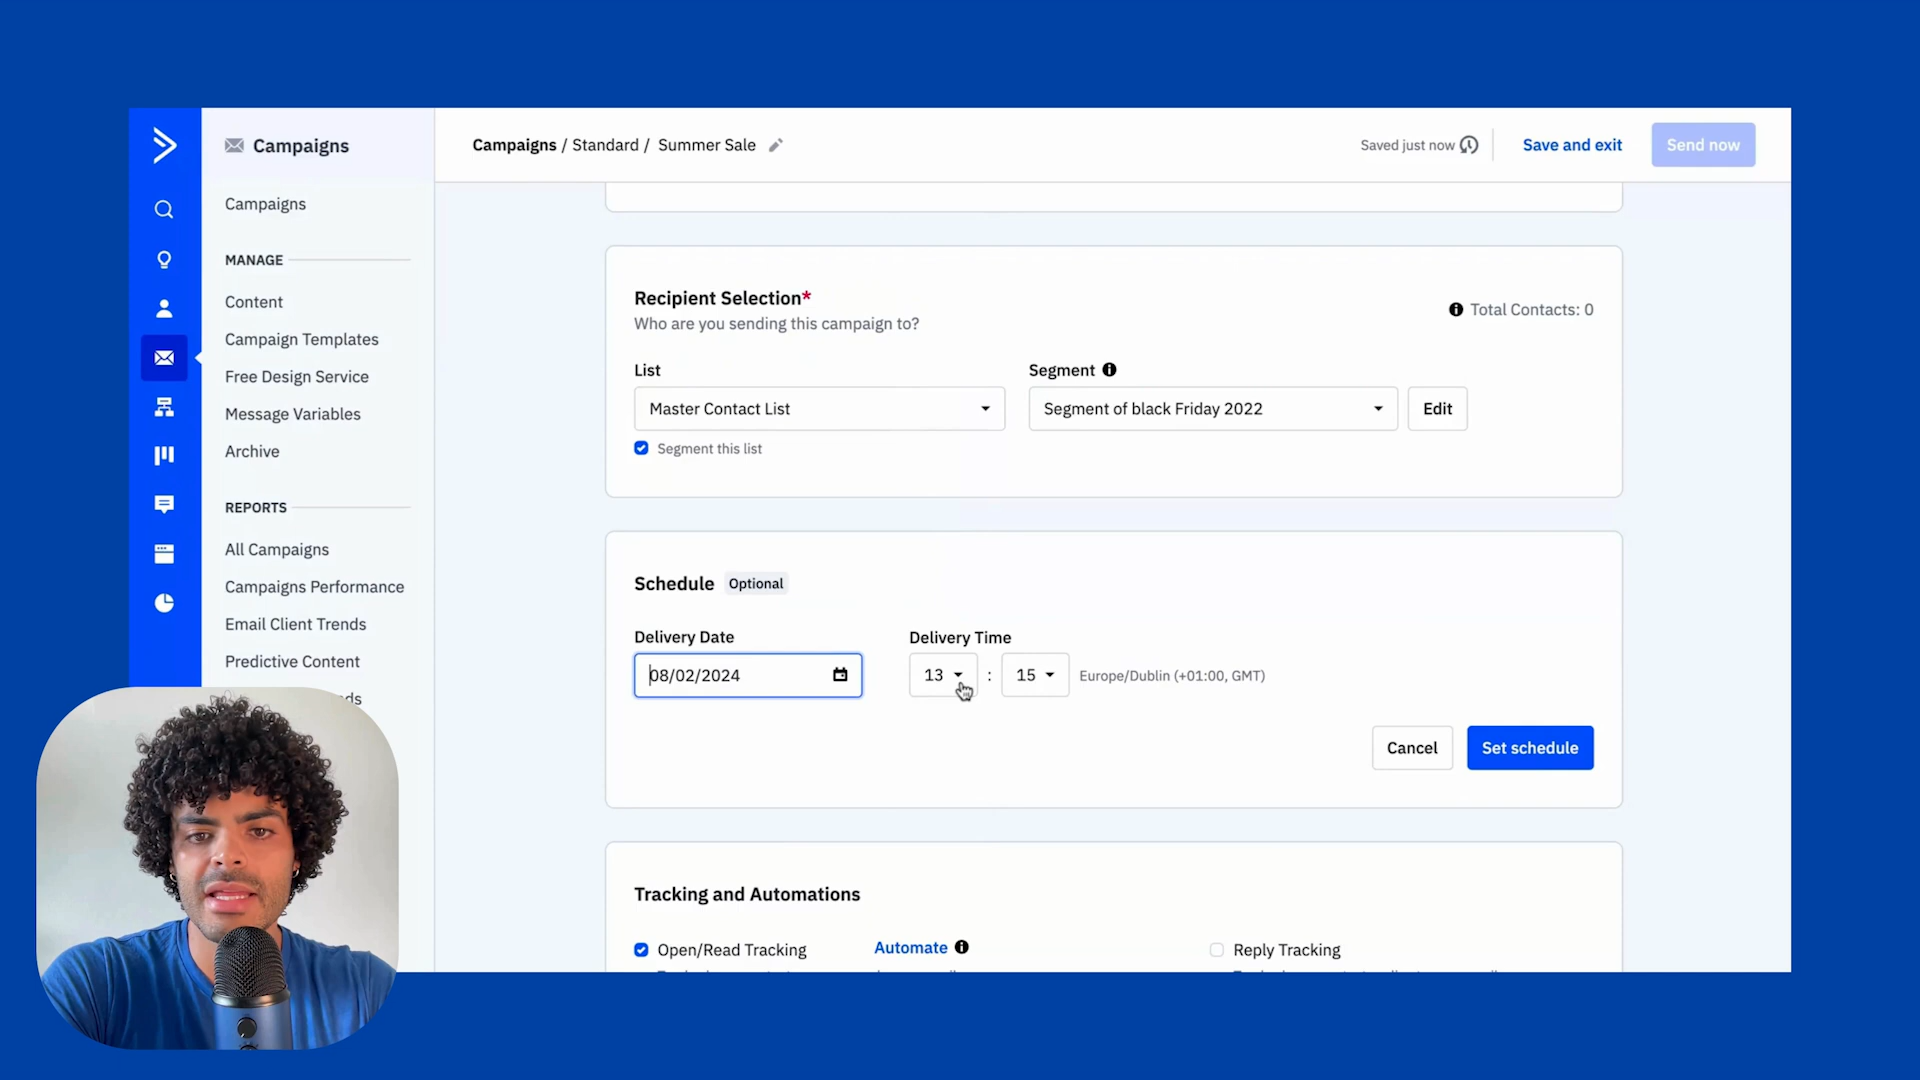 Campaigns
Campaigns / Standard / Summer Sale
Saved just now
Save and exit
Send now
Campaigns
MANAGE
Content
Campaign Templates
Free Design Service
Message Variables
Archive
REPORTS
All Campaigns
Campaigns Performance
Email Client Trends
Predictive Content
Recipient Selection*
Who are you sending this campaign to?
Total Contacts: 0
List
Segment
Master Contact List
Segment of black Friday 2022
Edit
Segment this list
Schedule Optional
Delivery Date
Delivery Time
08/02/2024
13 : 15 Europe/Dublin (+01:00, GMT)
Cancel
Set schedule
Tracking and Automations
Open/Read Tracking
Automate
Reply Tracking